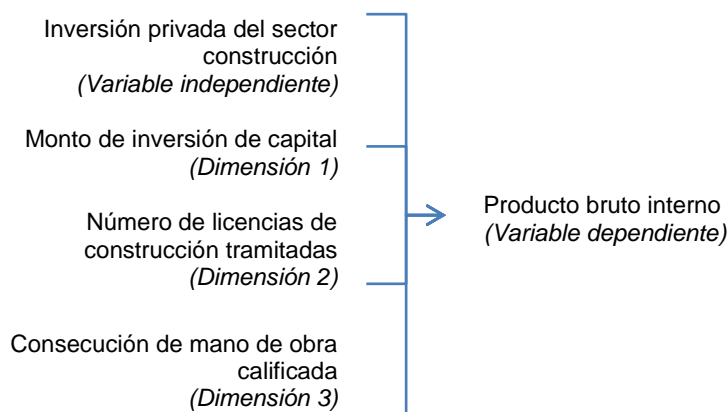 Inversión privada del sector
construcción
(Variable independiente)
Monto de inversión de capital
(Dimensión 1)
Número de licencias de
construcción tramitadas
(Dimensión 2)
Consecución de mano de obra
calificada
(Dimensión 3)
Producto bruto interno
(Variable dependiente)